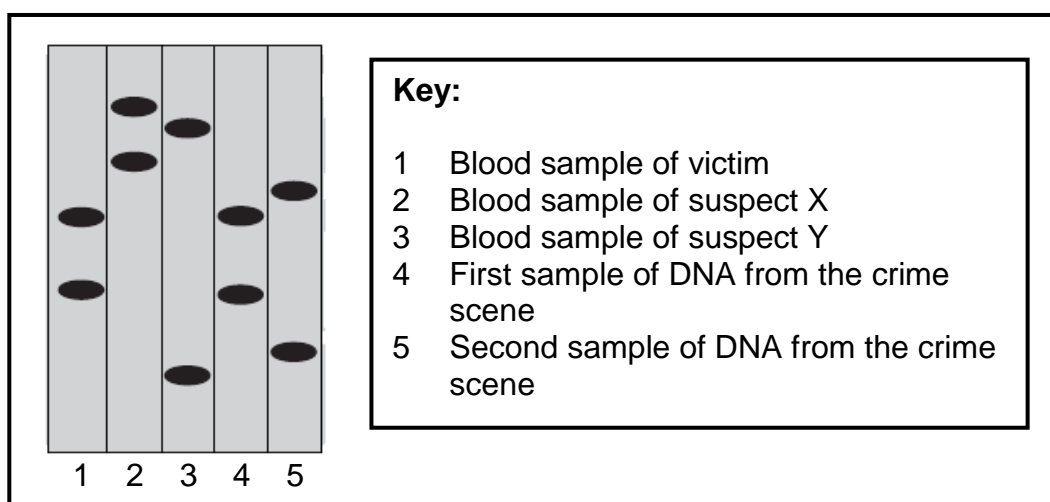 Key:
1 Blood sample of victim
2 Blood sample of suspect X
3 Blood sample of suspect Y
4 First sample of DNA from the crime
scene
5 Second sample of DNA from the crime
scene
1 2 3 4 5